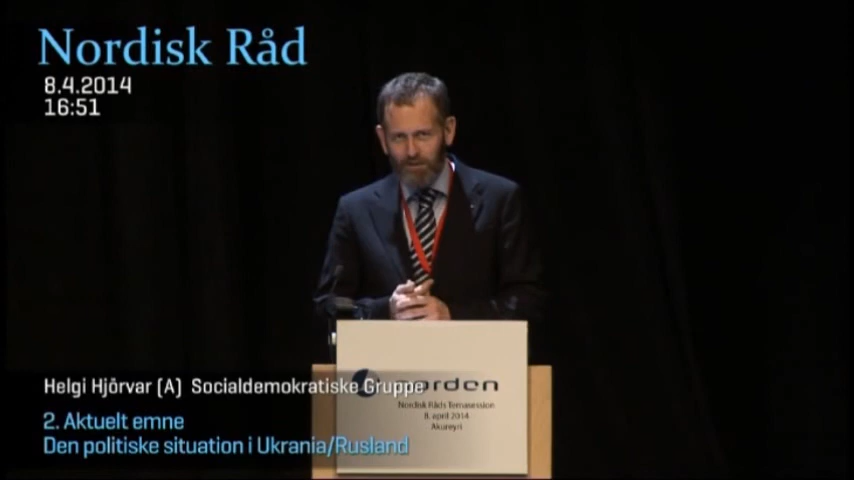 Nordisk Råd
8.4.2014
16:51
Helgi Hjörvar (A) Socialdemokratiske Gruppe
norden
Nordisk Råds Temasession
8. april 2014
Akureyri
2. Aktuelt emne
Den politiske situation i Ukrania/Rusland